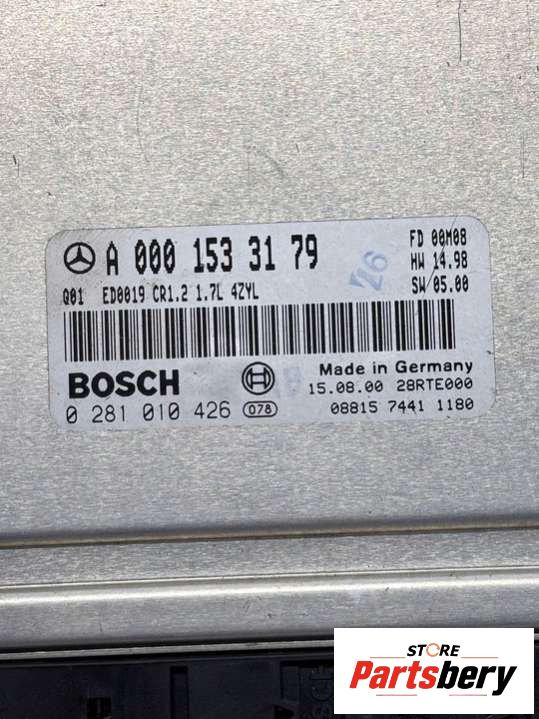 A 000 153 31 79
FD 00M08
HW 14.98
SW 05.00
Q01 ED0019 CR1.2 1.7L 4ZYL
BOSCH
Made in Germany
15.08.00 28RTE000
0 281 010 426 078
08815 7441 1180
STORE
Partsbery